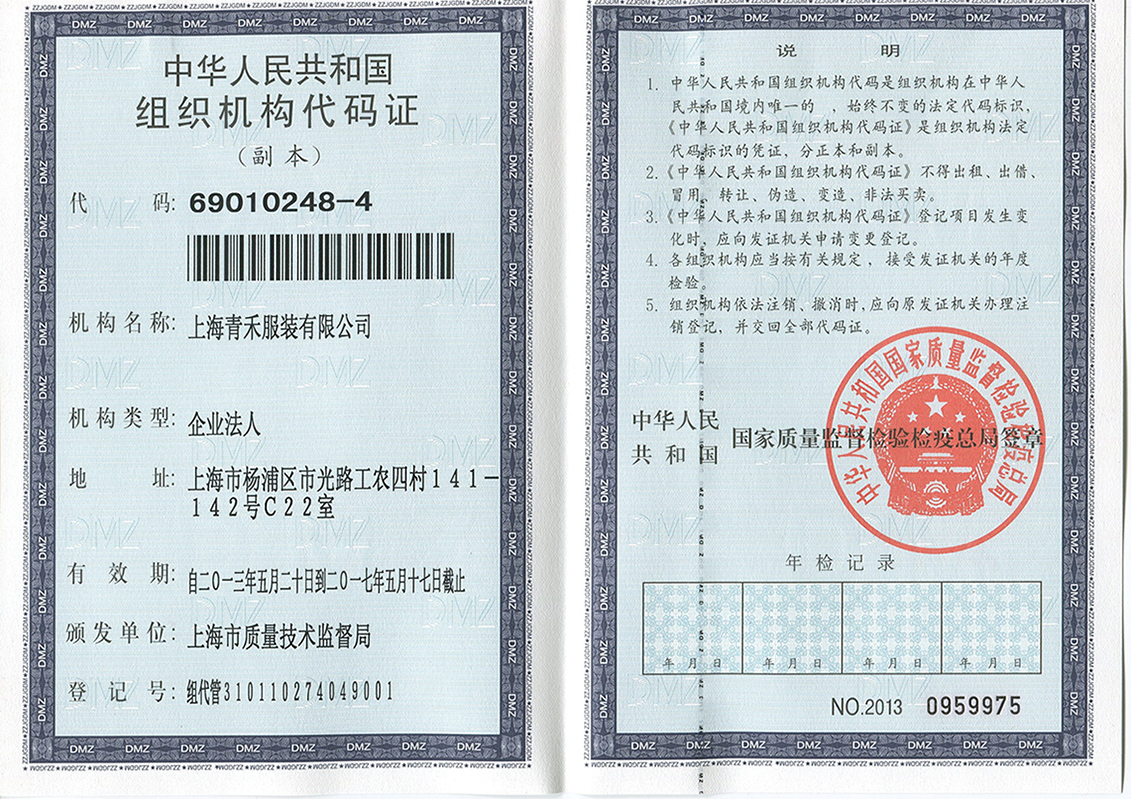 中华人民共和国
组织机构代码证
（副本）
代 码: 69010248-4
机构名称: 上海青禾服装有限公司
机构类型: 企业法人
地 址: 上海市杨浦区市光路工农四村141-
142号C22室
有 效 期: 自二〇一三年五月二十日到二〇一七年五月十七日截止
颁发单位: 上海市质量技术监督局
登 记 号: 组代管310110274049001
说 明
1. 中华人民共和国组织机构代码是组织机构在中华人
民共和国境内唯一的 ，始终不变的法定代码标识，
《中华人民共和国组织机构代码证》是组织机构法定
代码标识的凭证，分正本和副本。
2.《中华人民共和国组织机构代码证》不得出租、出借、
冒用、转让、伪造、变造、非法买卖。
3.《中华人民共和国组织机构代码证》登记项目发生变
化时，应向发证机关申请变更登记。
4. 各组织机构应当按有关规定，接受发证机关的年度
检验。
5. 组织机构依法注销、撤消时，应向原发证机关办理注
销登记，并交回全部代码证。
中华人民
共和国
国家质量监督检验检疫总局签章
中华人民共和国国家质量监督检验检疫总局
年检记录
年 月 日 年 月 日 年 月 日 年 月 日
NO.2013 0959975
DMZ
ZZJGDM